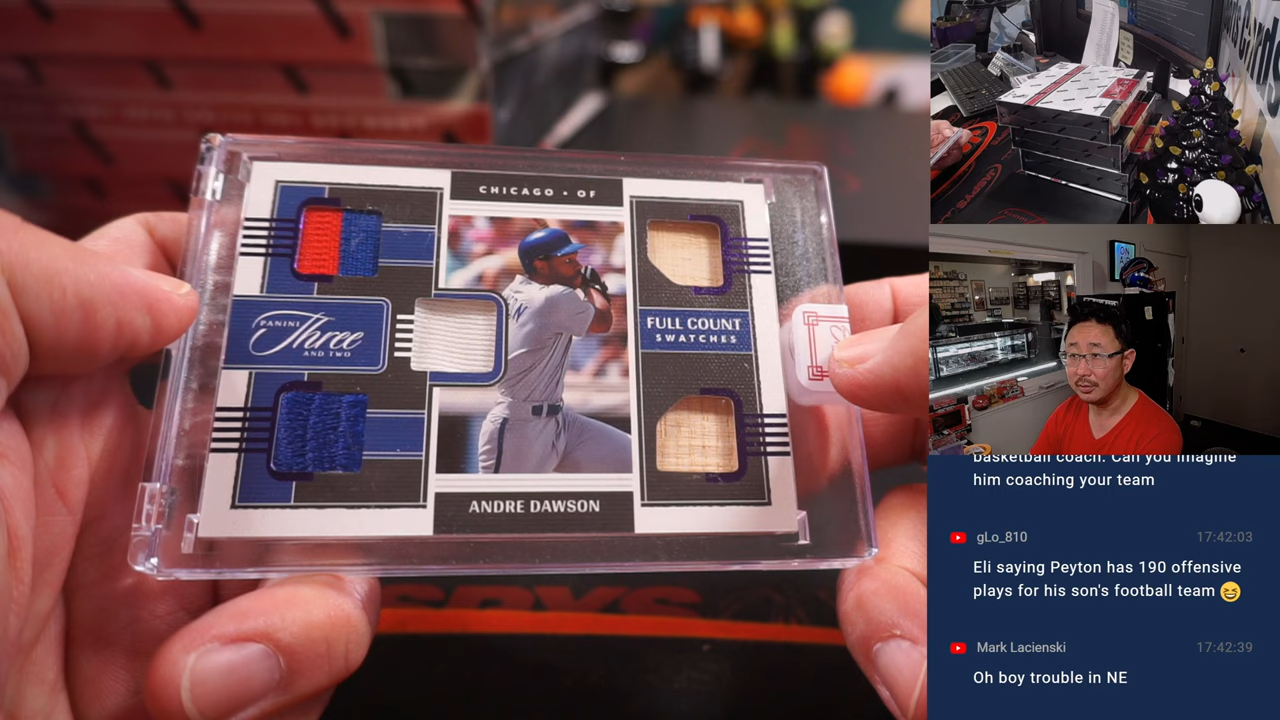 CHICAGO • OF
PANINI
Three
AND TWO
FULL COUNT
SWATCHES
ANDRE DAWSON
basketball coach. Can you imagine
him coaching your team
gLo_810
17:42:03
Eli saying Peyton has 190 offensive
plays for his son's football team 😆
Mark Lacienski
17:42:39
Oh boy trouble in NE